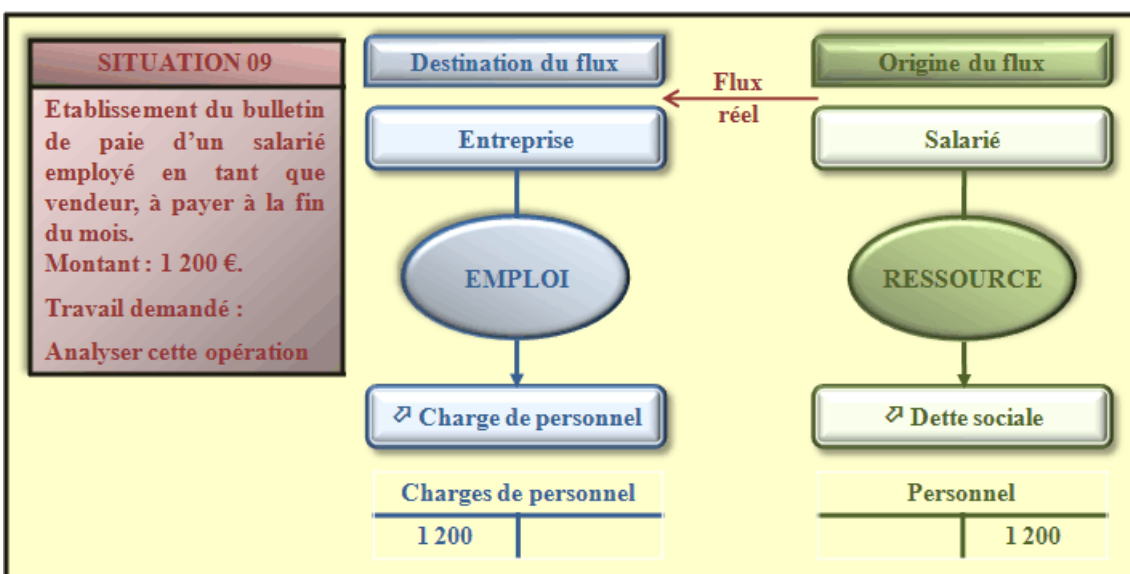 SITUATION 09
Etablissement du bulletin
de paie d'un salarié
employé en tant que
vendeur, à payer à la fin
du mois.
Montant : 1 200 €.
Travail demandé :
Analyser cette opération
Destination du flux
Flux
réel
Origine du flux
Entreprise
Salarié
EMPLOI
RESSOURCE
⬀ Charge de personnel
⬀ Dette sociale
Charges de personnel
1 200
Personnel
1 200